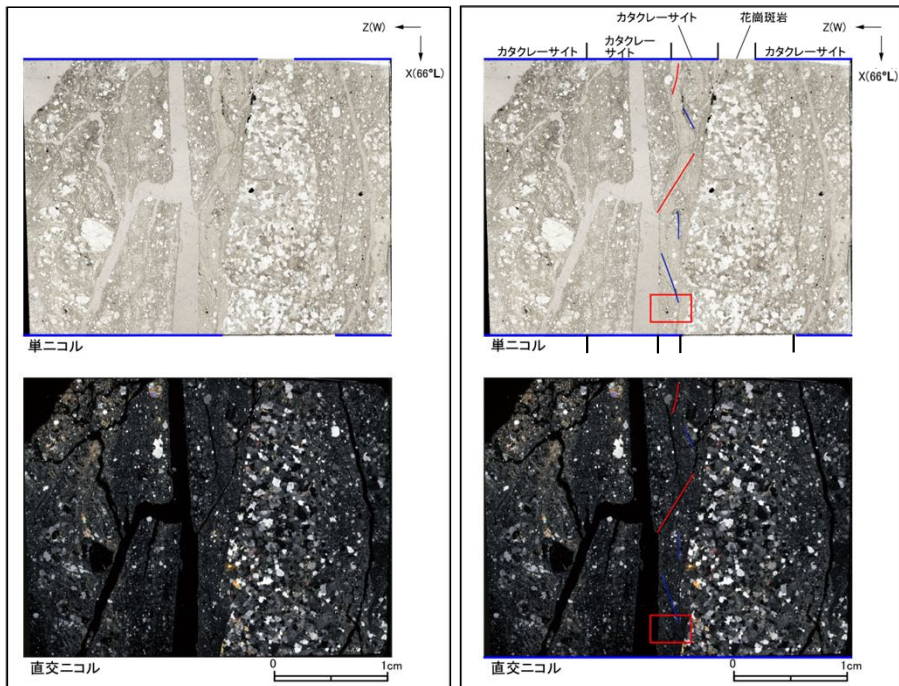 Z(W)
X(66°L)
単ニコル
直交ニコル
0 1cm
カタクレーサイト 花崗斑岩
カタクレーサイト カタクレー
サイト カタクレーサイト
Z(W)
X(66°L)
単ニコル
直交ニコル
0 1cm